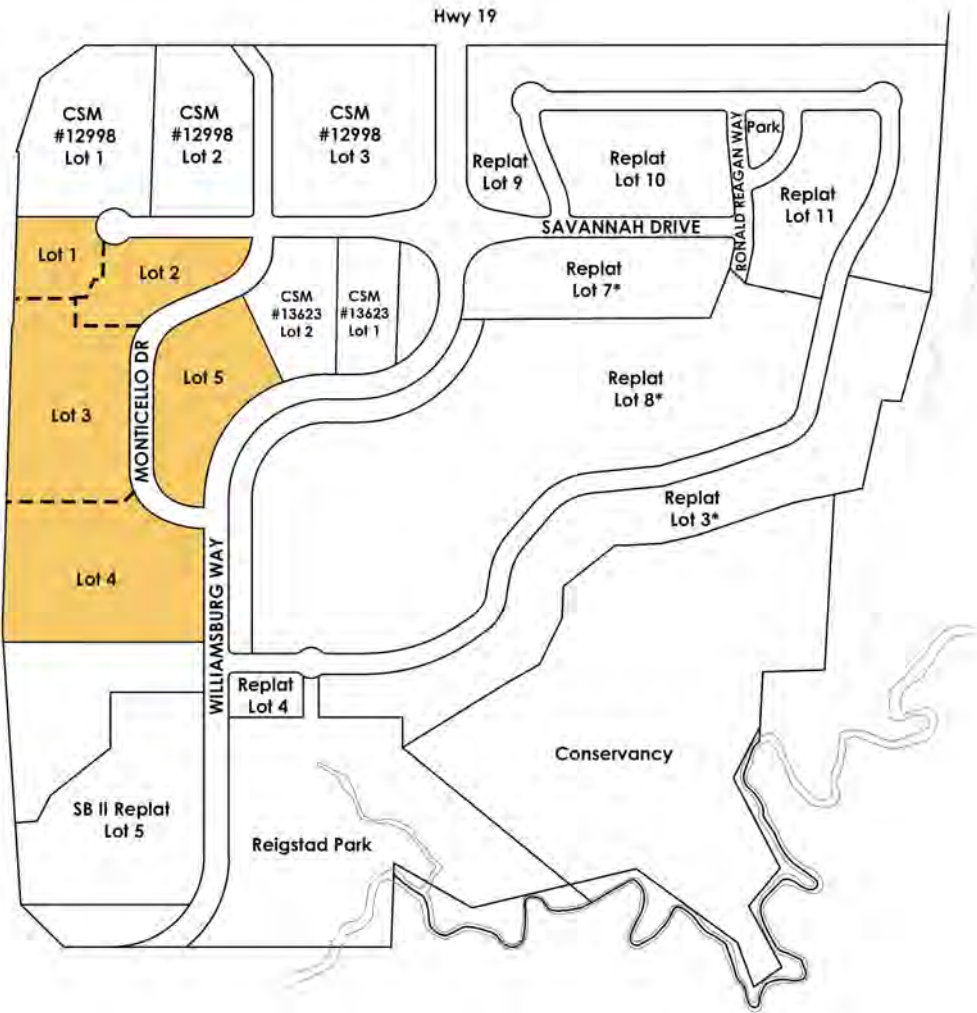 Hwy 19
CSM
#12998
Lot 1
CSM
#12998
Lot 2
CSM
#12998
Lot 3
Replat
Lot 9
Replat
Lot 10
RONALD REAGAN WAY
Park
Replat
Lot 11
SAVANNAH DRIVE
Lot 1
Lot 2
Replat
Lot 7*
CSM
#13623
Lot 2
CSM
#13623
Lot 1
MONTICELLO DR
Lot 5
Lot 3
Replat
Lot 8*
Replat
Lot 3*
Lot 4
WILLIAMSBURG WAY
Replat
Lot 4
Conservancy
SB II Replat
Lot 5
Reigstad Park